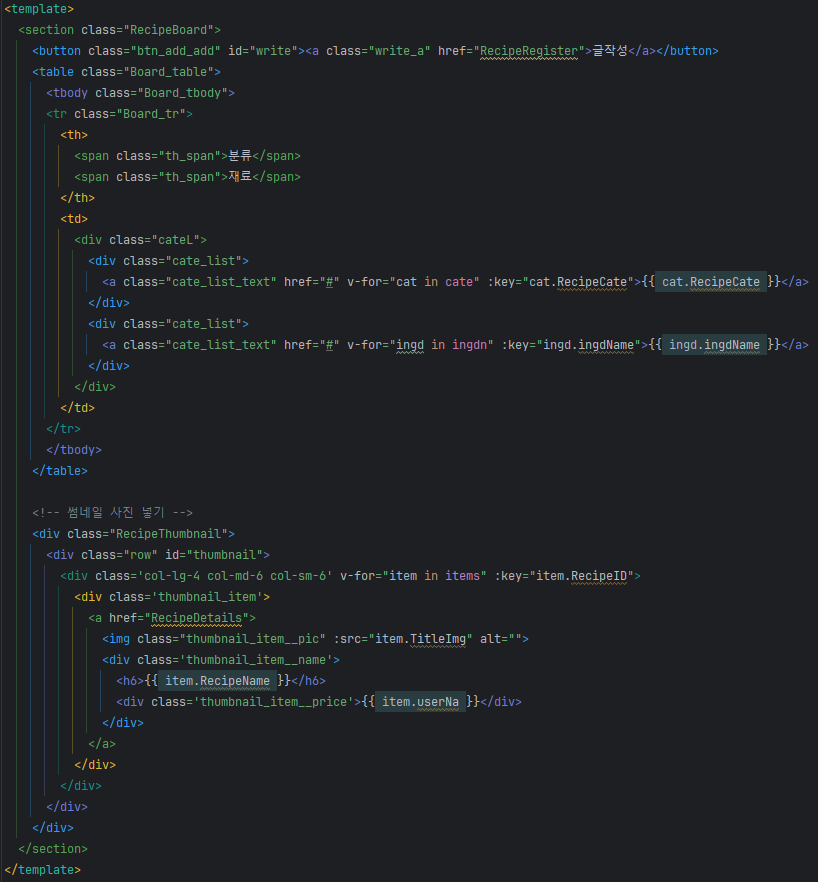 <template>
<section class="RecipeBoard">
<button class="btn_add_add" id="write"><a class="write_a" href="RecipeRegister">글작성</a></button>
<table class="Board_table">
<tbody class="Board_tbody">
<tr class="Board_tr">
<th>
<span class="th_span">분류</span>
<span class="th_span">재료</span>
</th>
<td>
<div class="cateL">
<div class="cate_list">
<a class="cate_list_text" href="#" v-for="cat in cate" :key="cat.RecipeCate">{{ cat.RecipeCate }}</a>
</div>
<div class="cate_list">
<a class="cate_list_text" href="#" v-for="ingd in ingdn" :key="ingd.ingdName">{{ ingd.ingdName }}</a>
</div>
</div>
</td>
</tr>
</tbody>
</table>
<!-- 썸네일 사진 넣기 -->
<div class="RecipeThumbnail">
<div class="row" id="thumbnail">
<div class='col-lg-4 col-md-6 col-sm-6' v-for="item in items" :key="item.RecipeID">
<div class='thumbnail_item'>
<a href="RecipeDetails">
<img class="thumbnail_item__pic" :src="item.TitleImg" alt="">
<div class='thumbnail_item__name'>
<h6>{{ item.RecipeName }}</h6>
<div class='thumbnail_item__price'>{{ item.userNa }}</div>
</div>
</a>
</div>
</div>
</div>
</div>
</section>
</template>